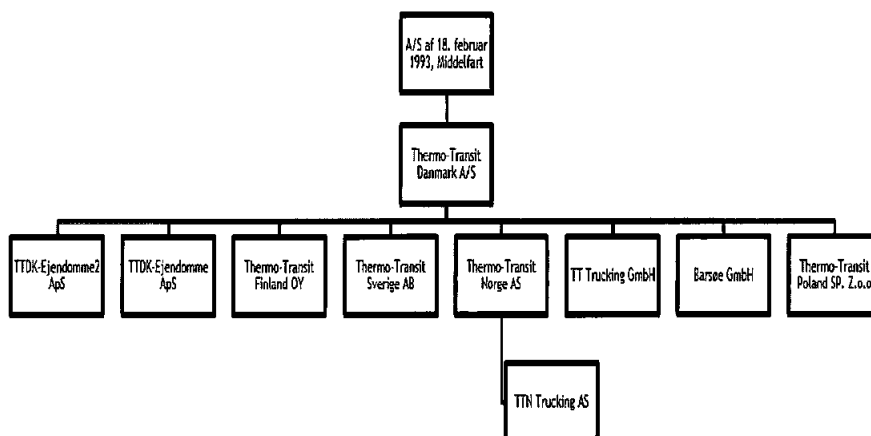 A/S af 18. februar
1993, Middelfart
Thermo-Transit
Danmark A/S
TTDK-Ejendomme2
ApS
TTDK-Ejendomme
ApS
Thermo-Transit
Finland OY
Thermo-Transit
Sverige AB
Thermo-Transit
Norge AS
TT Trucking GmbH
Barsøe GmbH
Thermo-Transit
Poland SP. Z.o.o
TTN Trucking AS